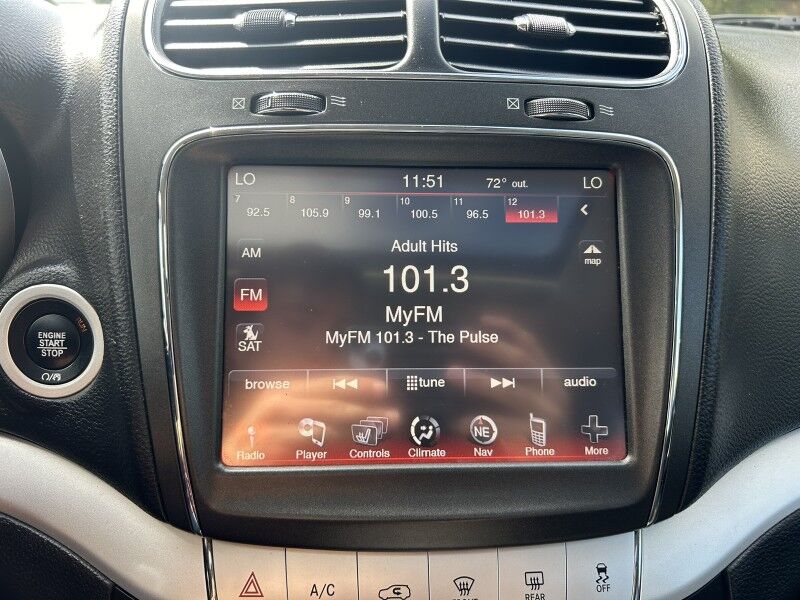 LO 11:51 72° out. LO
7 8 9 10 11 12
92.5 105.9 99.1 100.5 96.5 101.3
Adult Hits
AM
101.3
map
FM
MyFM
ENGINE
START
STOP
SAT
MyFM 101.3 - The Pulse
browse tune audio
NE
Radio Player Controls Climate Nav Phone More
A/C
FRONT
REAR
OFF